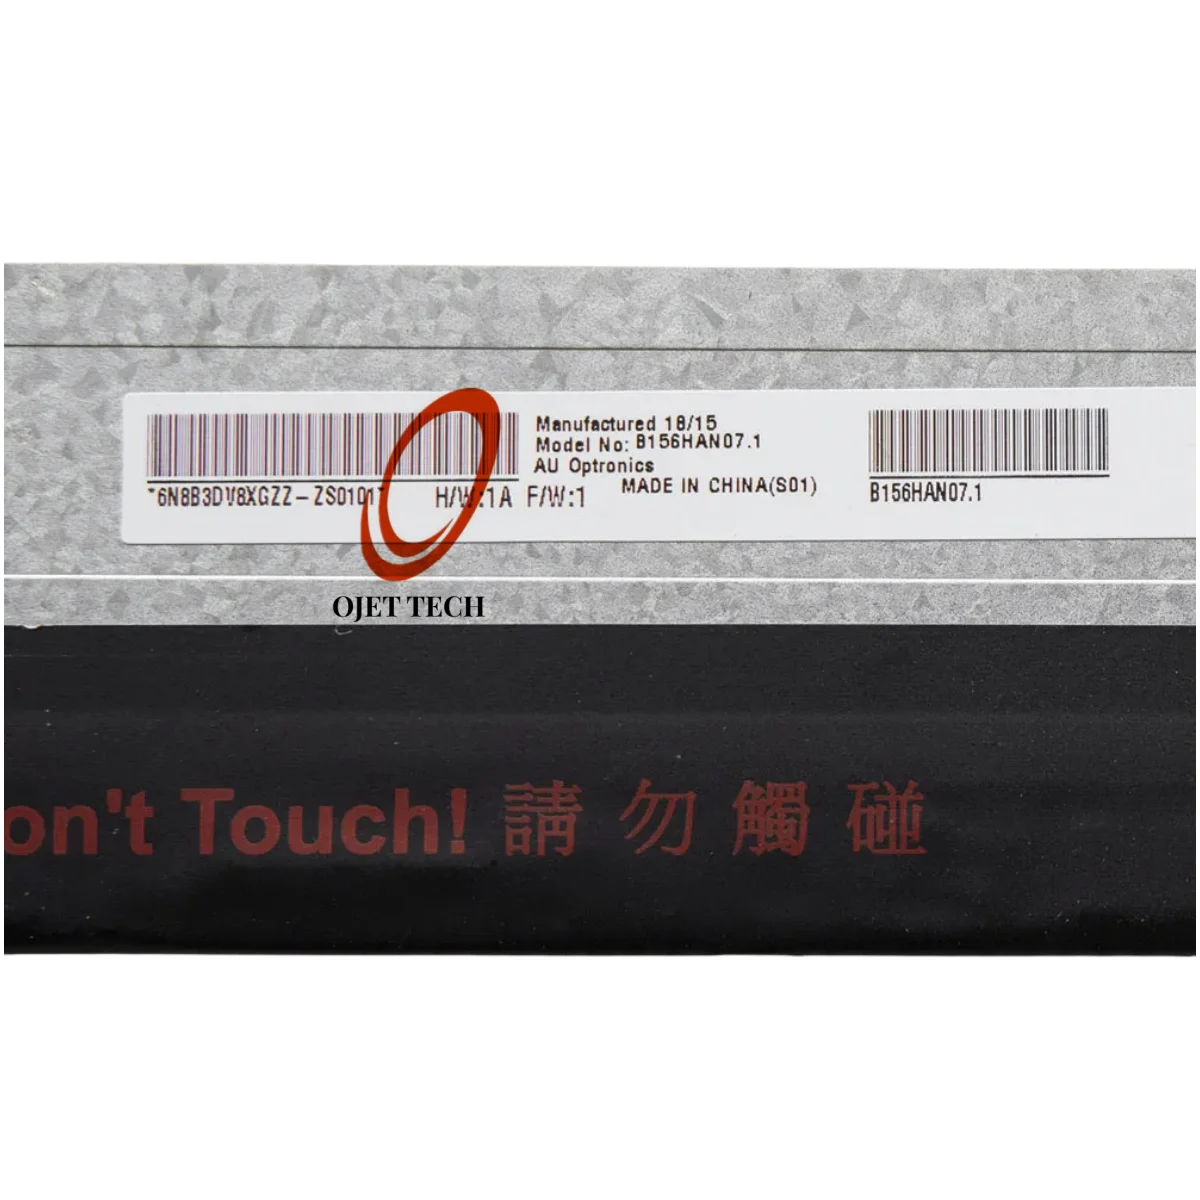 Manufactured 18/15
Model No: B156HAN07.1
AU Optronics
MADE IN CHINA(S01)
*6N8B3DV8XGZZ-ZS0101*
H/W:1A F/W:1
B156HAN07.1
OJET TECH
on't Touch! 請勿觸碰